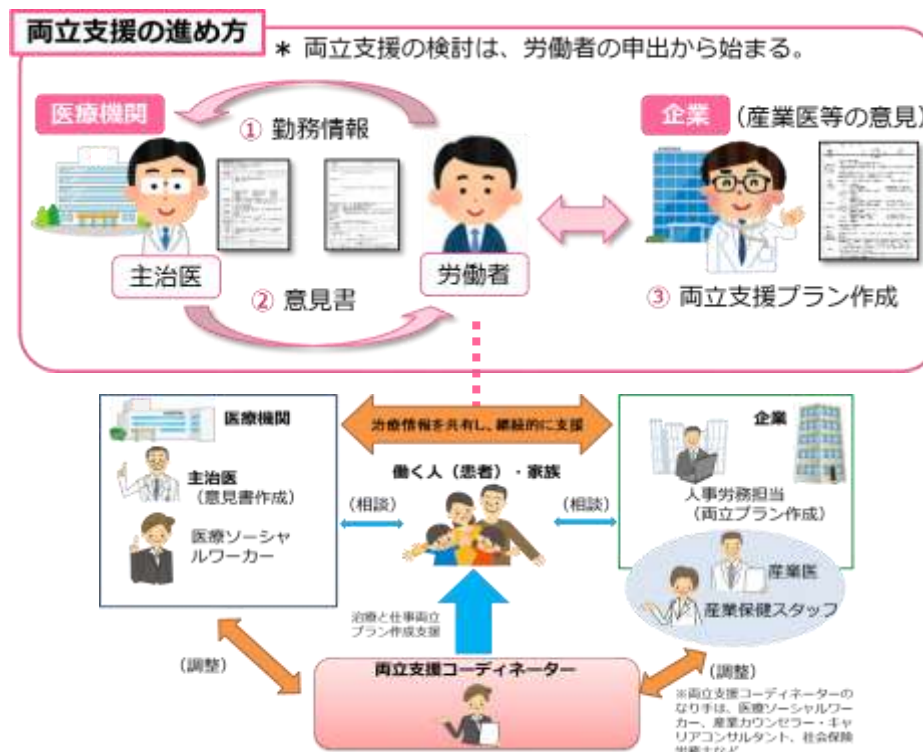 両立支援の進め方
＊ 両立支援の検討は、労働者の申出から始まる。
医療機関
① 勤務情報
企業
(産業医等の意見)
主治医
労働者
② 意見書
③ 両立支援プラン作成
医療機関
治療情報を共有し、継続的に支援
企業
主治医
(意見書作成)
働く人（患者）・家族
(相談)
(相談)
人事労務担当
(両立プラン作成)
医療ソーシャ
ルワーカー
産業医
産業保健スタッフ
治療と仕事両立
プラン作成支援
(調整)
両立支援コーディネーター
(調整)
※両立支援コーディネーターの
なり手は、医療ソーシャルワー
カー、産業カウンセラー・キャ
リアコンサルタント、社会保険